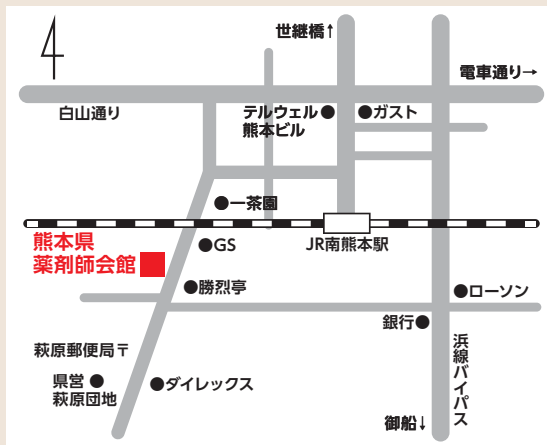 世継橋↑
電車通り→
白山通り
テルウェル
熊本ビル
ガスト
一茶園
熊本県
薬剤師会館
GS
JR南熊本駅
勝烈亭
ローソン
銀行
萩原郵便局〒
浜線バイパス
県営
萩原団地
ダイレックス
御船↓